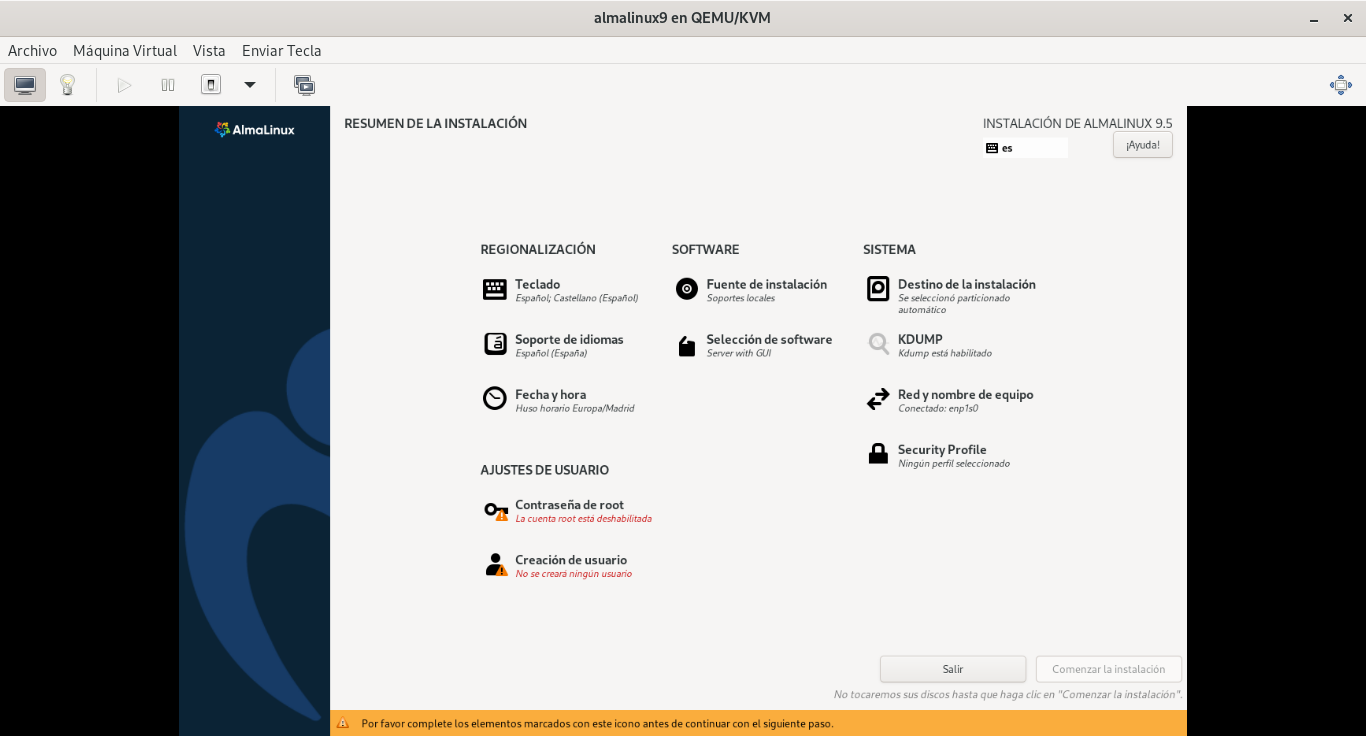 almalinux9 en QEMU/KVM
Archivo Máquina Virtual Vista Enviar Tecla
AlmaLinux
RESUMEN DE LA INSTALACIÓN
INSTALACIÓN DE ALMALINUX 9.5
es
¡Ayuda!
REGIONALIZACIÓN
Teclado
Español; Castellano (Español)
Soporte de idiomas
Español (España)
Fecha y hora
Huso horario Europa/Madrid
SOFTWARE
Fuente de instalación
Soportes locales
Selección de software
Server with GUI
SISTEMA
Destino de la instalación
Se seleccionó particionado
automático
KDUMP
Kdump está habilitado
Red y nombre de equipo
Conectado: enp1s0
Security Profile
Ningún perfil seleccionado
AJUSTES DE USUARIO
Contraseña de root
La cuenta root está deshabilitada
Creación de usuario
No se creará ningún usuario
Salir
Comenzar la instalación
No tocaremos sus discos hasta que haga clic en "Comenzar la instalación".
Por favor complete los elementos marcados con este icono antes de continuar con el siguiente paso.